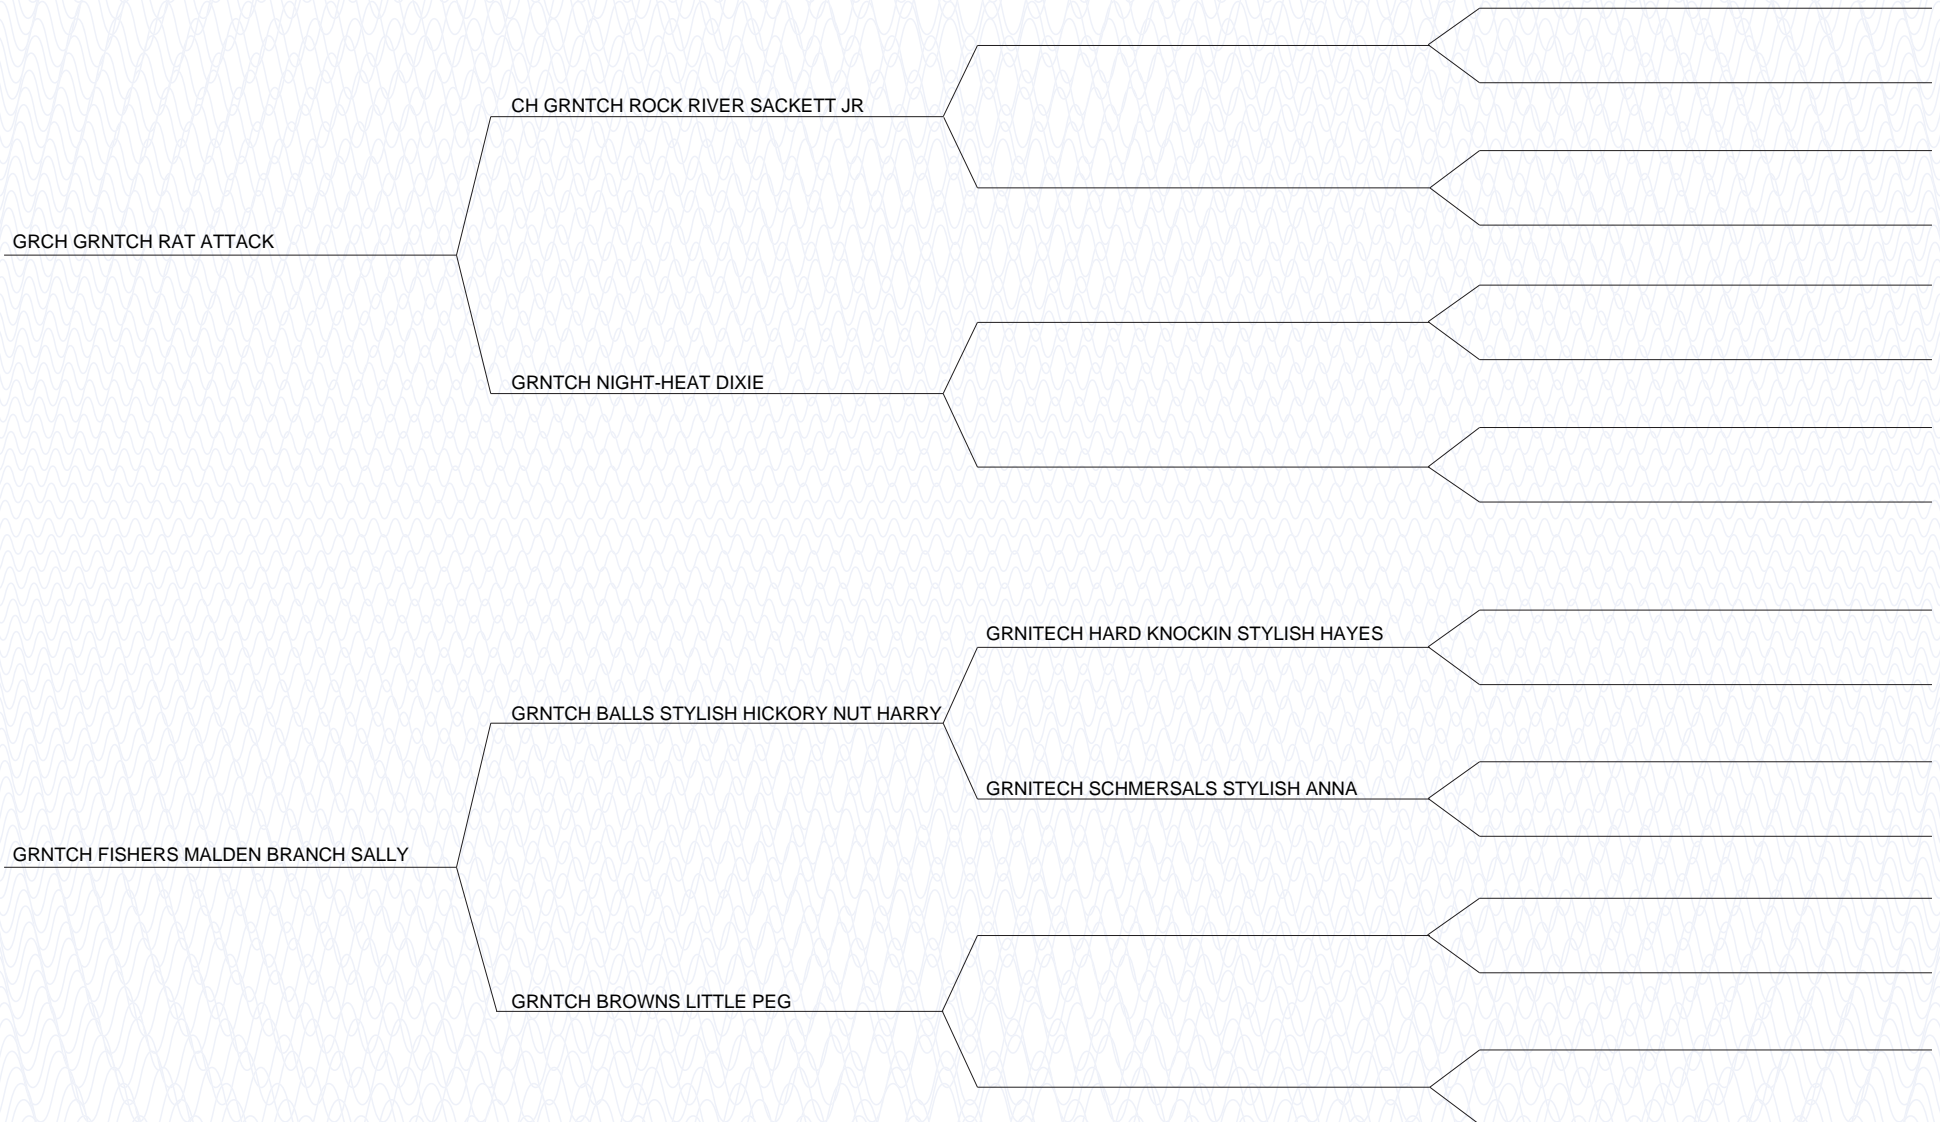 CH GRNTCH ROCK RIVER SACKETT JR
GRCH GRNTCH RAT ATTACK
GRNTCH NIGHT-HEAT DIXIE
GRNITECH HARD KNOCKIN STYLISH HAYES
GRNTCH BALLS STYLISH HICKORY NUT HARRY
GRNITECH SCHMERSALS STYLISH ANNA
GRNTCH FISHERS MALDEN BRANCH SALLY
GRNTCH BROWNS LITTLE PEG